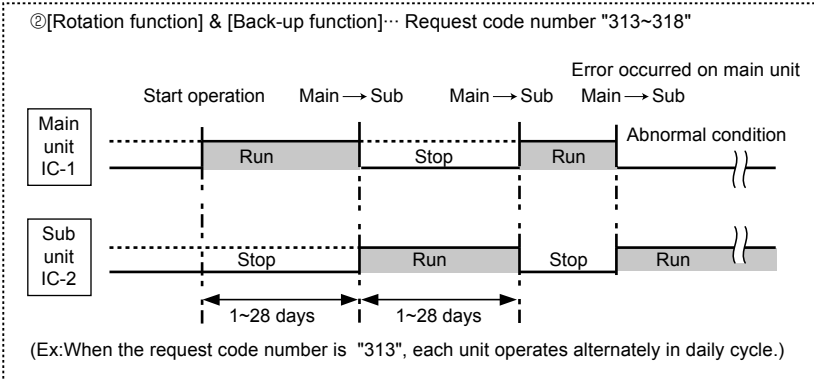 ②[Rotation function] & [Back-up function]··· Request code number "313~318"
Error occurred on main unit
Start operation Main→Sub Main→Sub Main→Sub
Main
unit
IC-1
Run Stop Run Abnormal condition
Sub
unit
IC-2
Stop Run Stop Run
1~28 days 1~28 days
(Ex:When the request code number is "313", each unit operates alternately in daily cycle.)